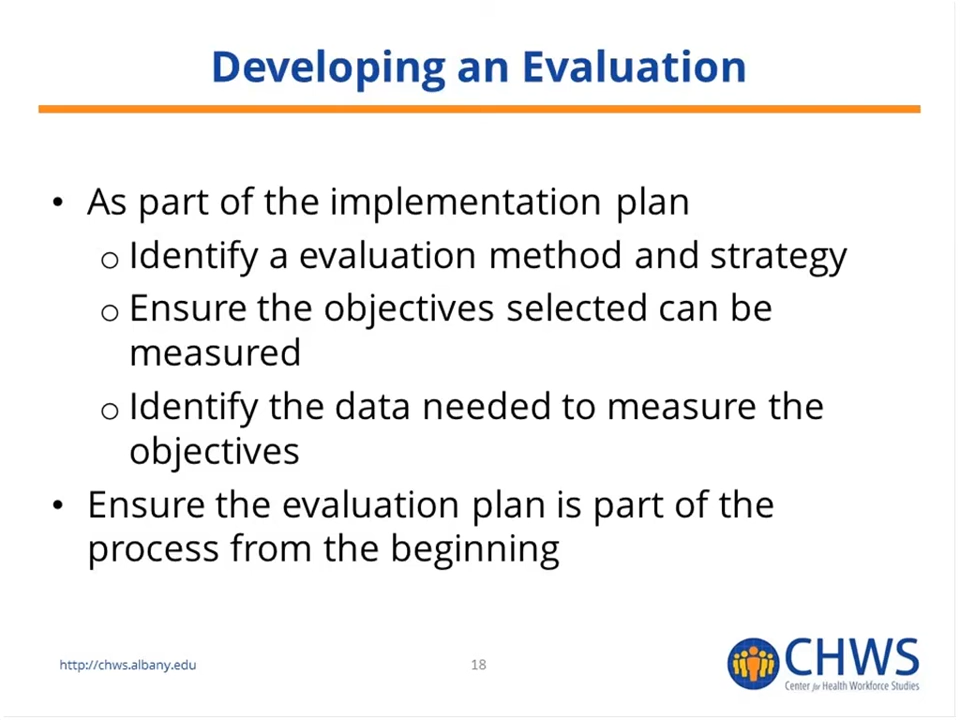 Developing an Evaluation
• As part of the implementation plan
o Identify a evaluation method and strategy
o Ensure the objectives selected can be
measured
o Identify the data needed to measure the
objectives
• Ensure the evaluation plan is part of the
process from the beginning
http://chws.albany.edu
18
CHWS
Center for Health Workforce Studies